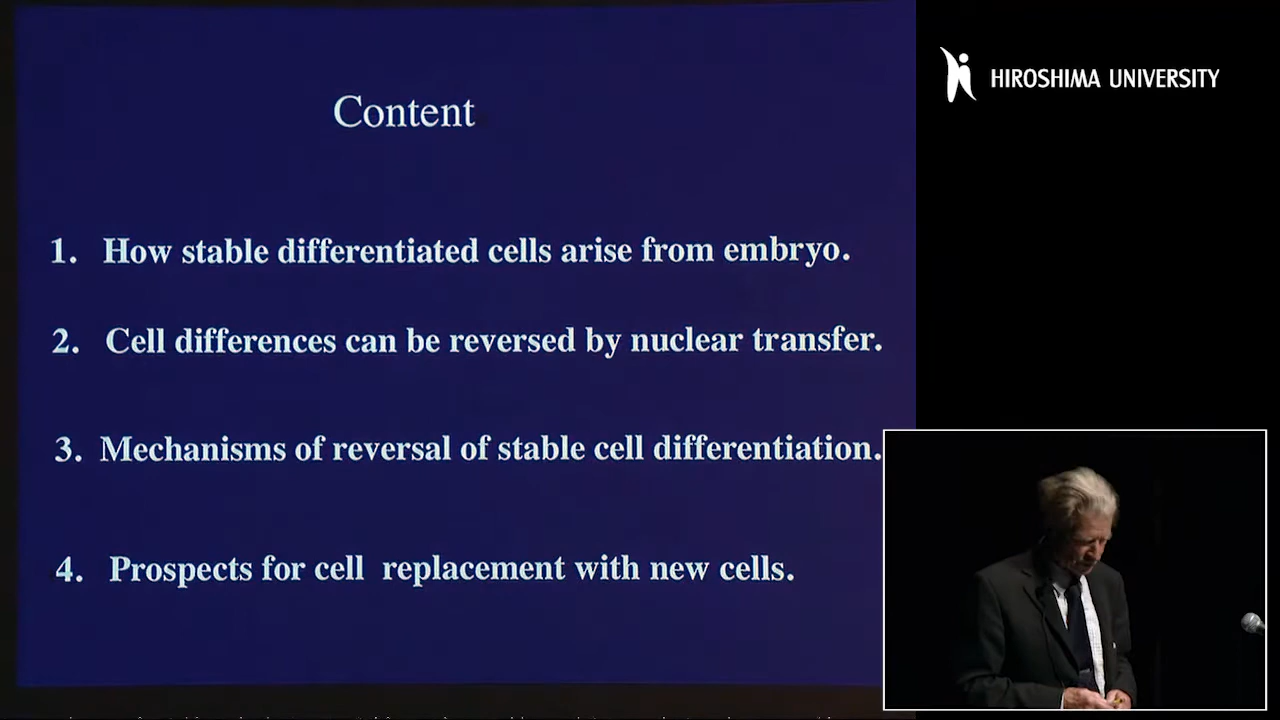 Content
1. How stable differentiated cells arise from embryo.
2. Cell differences can be reversed by nuclear transfer.
3. Mechanisms of reversal of stable cell differentiation.
4. Prospects for cell replacement with new cells.
HIROSHIMA UNIVERSITY